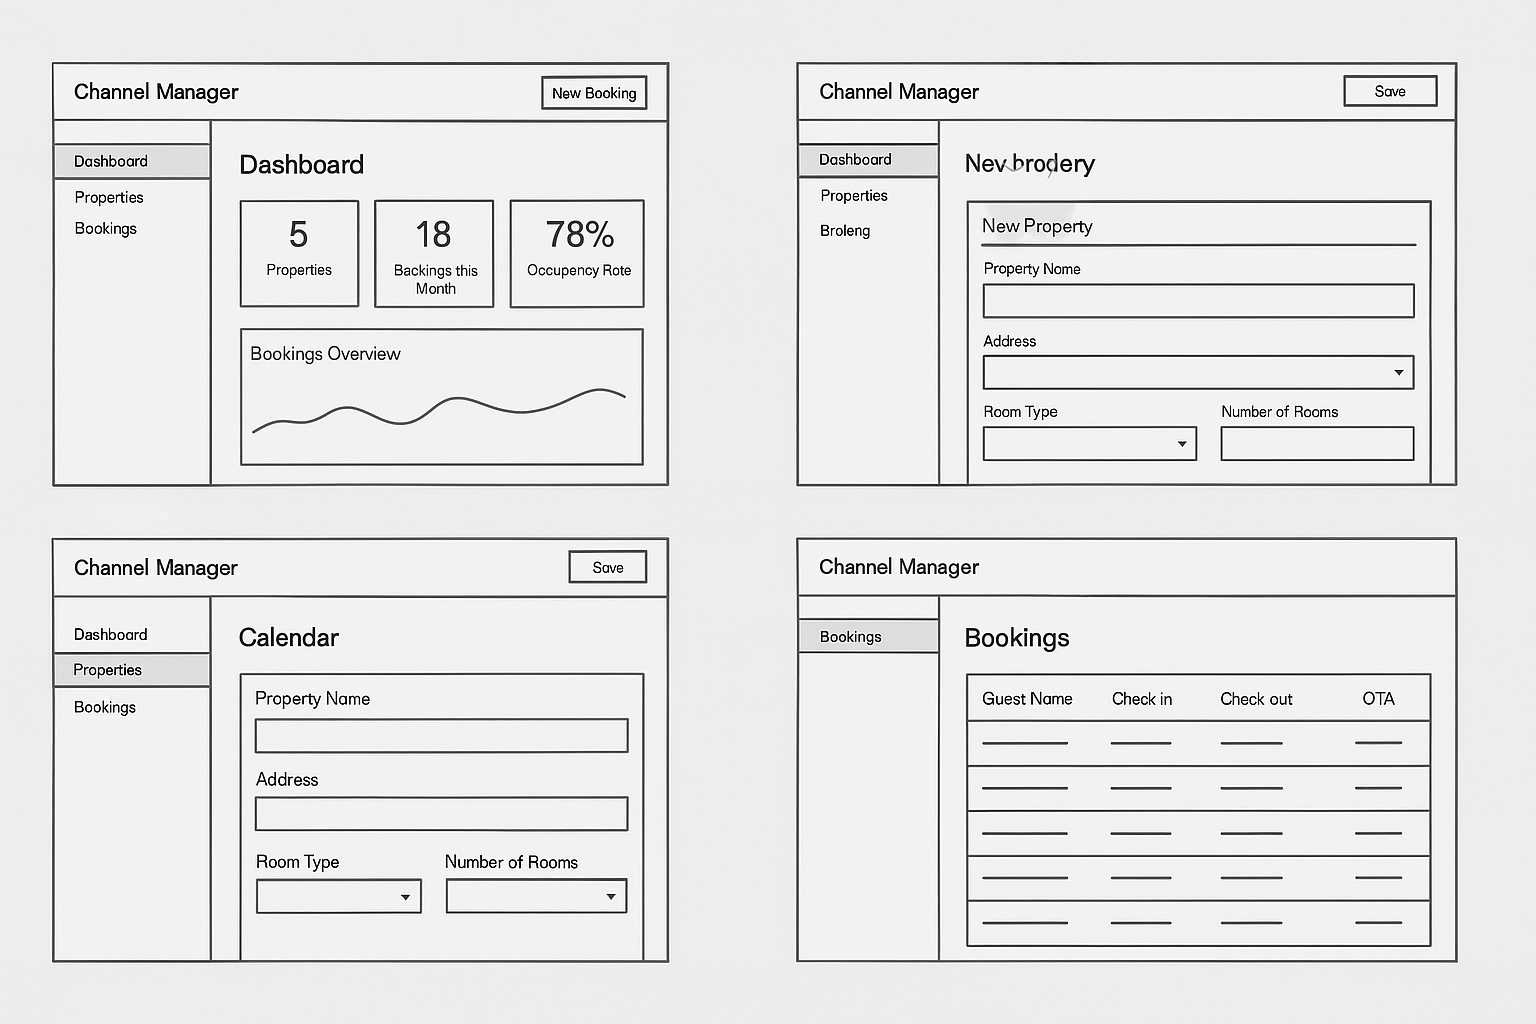 Channel Manager
New Booking
Dashboard
Properties
Bookings
Dashboard
5
Properties
18
Backings this
Month
78%
Occupency Rote
Bookings Overview
Channel Manager
Save
Dashboard
Properties
Broleng
Nev brodery
New Property
Property Nome
Address
Room Type
Number of Rooms
Channel Manager
Save
Dashboard
Properties
Bookings
Calendar
Property Name
Address
Room Type
Number of Rooms
Channel Manager
Bookings
Bookings
Guest Name
Check in
Check out
OTA